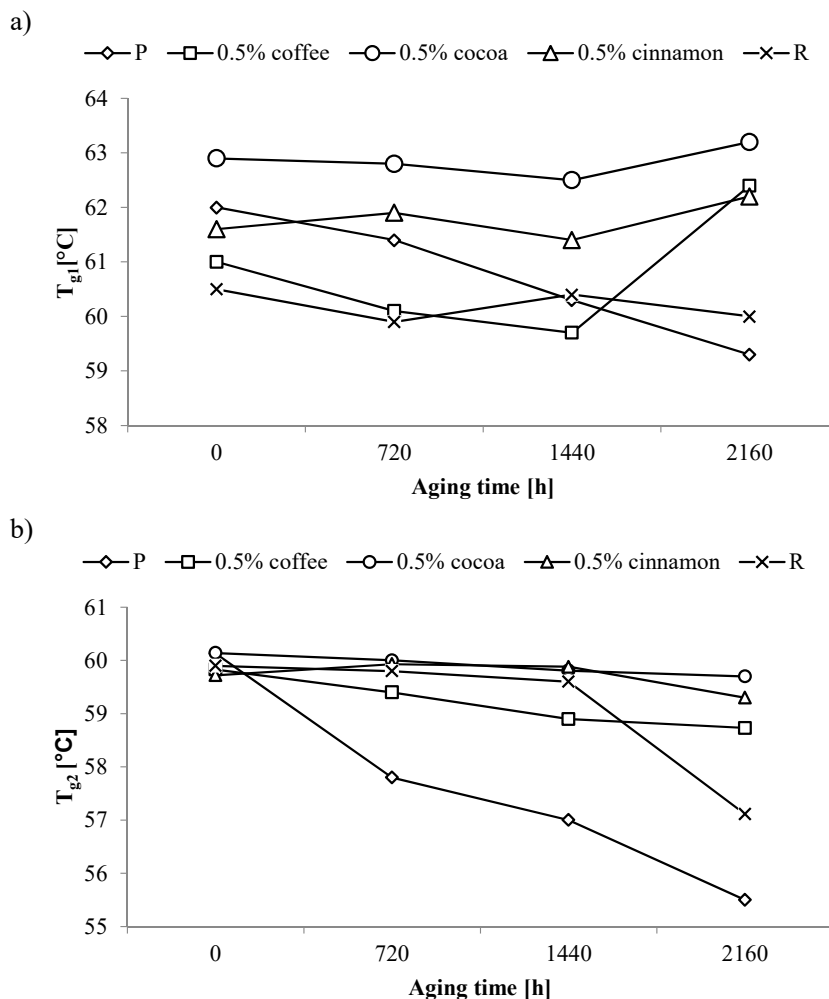 a)
P 0.5% coffee 0.5% cocoa 0.5% cinnamon R
64
63
62
61
60
59
58
Tg1[°C]
0 720 1440 2160
Aging time [h]
b)
P 0.5% coffee 0.5% cocoa 0.5% cinnamon R
61
60
59
58
57
56
55
Tg2 [°C]
0 720 1440 2160
Aging time [h]